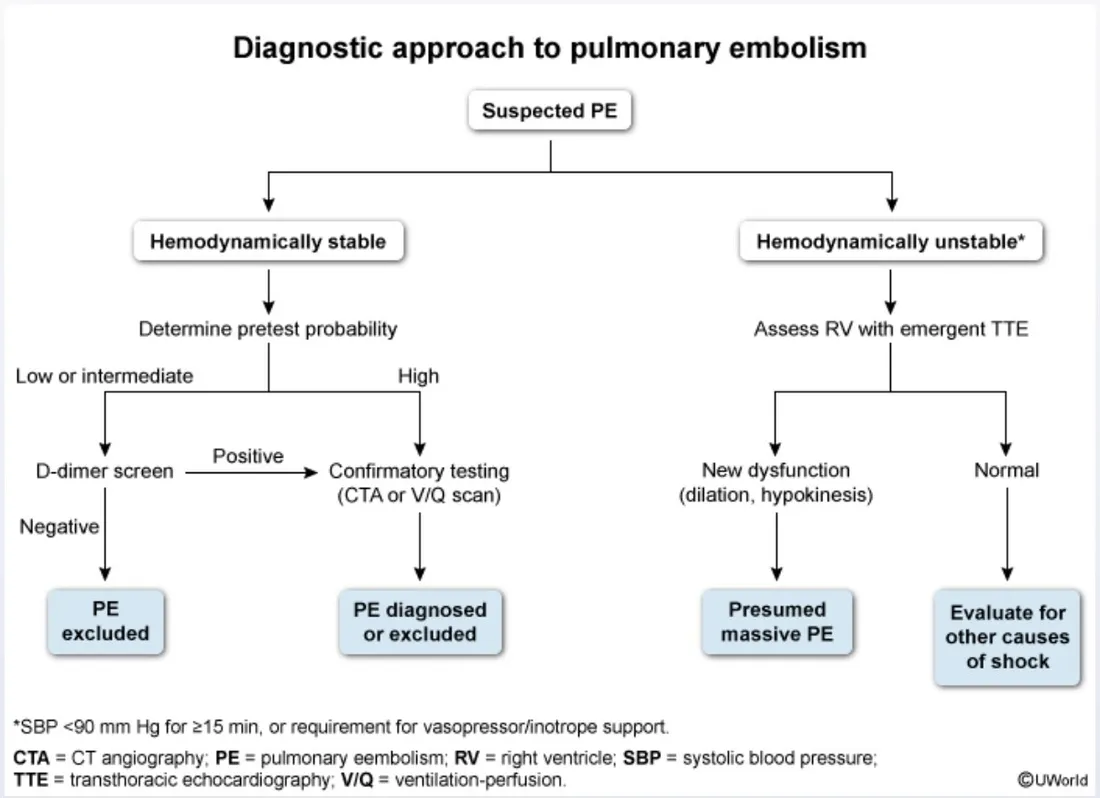 Diagnostic approach to pulmonary embolism
Suspected PE
Hemodynamically stable
Hemodynamically unstable*
Determine pretest probability
Assess RV with emergent TTE
Low or intermediate
High
D-dimer screen
Positive
Confirmatory testing
(CTA or V/Q scan)
New dysfunction
(dilation, hypokinesis)
Normal
Negative
PE
excluded
PE diagnosed
or excluded
Presumed
massive PE
Evaluate for
other causes
of shock
*SBP <90 mm Hg for ≥15 min, or requirement for vasopressor/inotrope support.
CTA = CT angiography; PE = pulmonary eembolism; RV = right ventricle; SBP = systolic blood pressure;
TTE = transthoracic echocardiography; V/Q = ventilation-perfusion.
©UWorld